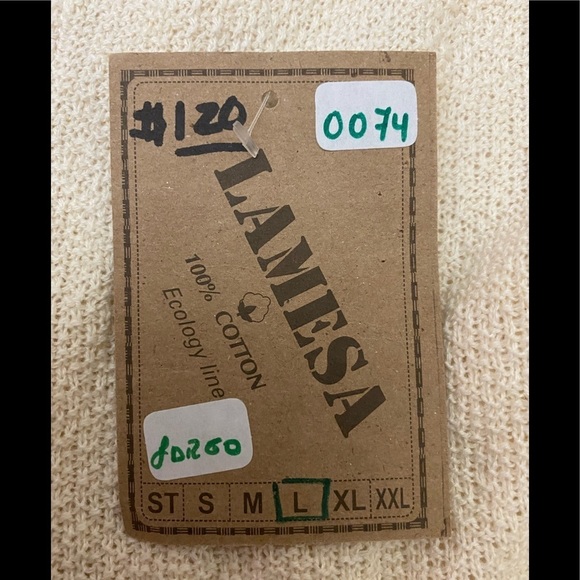 #120
0074
LAMESA
100% COTTON
Ecology line
ST S M L XL XXL